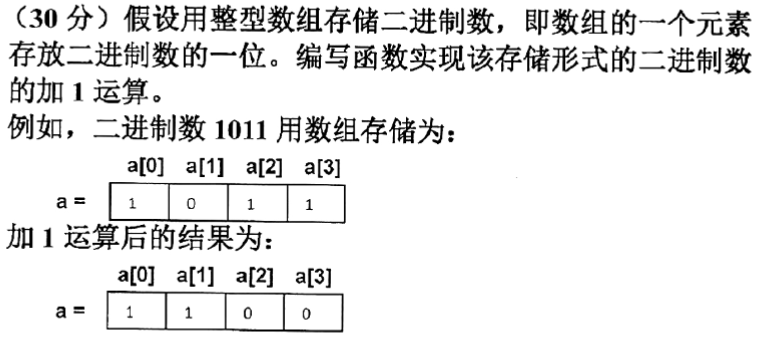 （30 分）假设用整型数组存储二进制数，即数组的一个元素
存放二进制数的一位。编写函数实现该存储形式的二进制数
的加 1 运算。
例如，二进制数 1011 用数组存储为：
a[0] a[1] a[2] a[3]
a = 1 0 1 1
加 1 运算后的结果为：
a[0] a[1] a[2] a[3]
a = 1 1 0 0